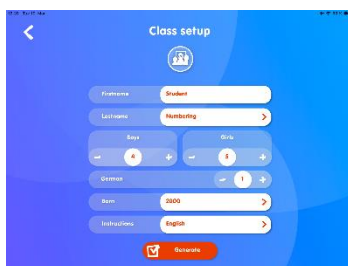 Class setup
Firstname Student
Lastname Numbering
Boys Girls
4 5
German 1
Born 2000
Instructions English
Generate